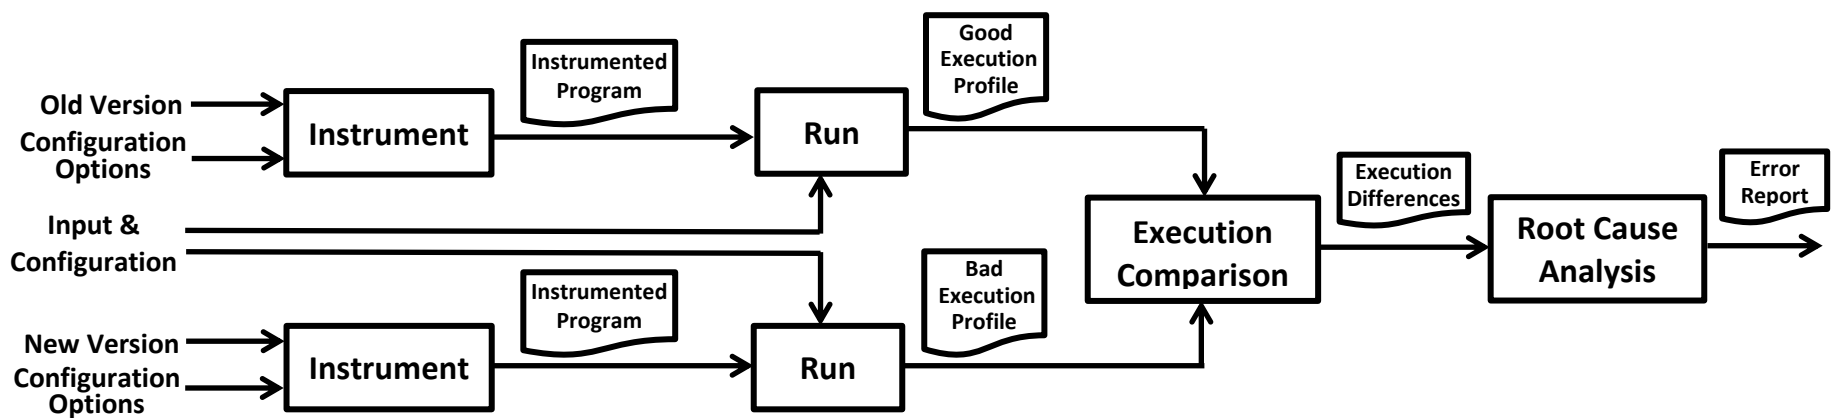 Old Version
Configuration
Options
Instrument
Instrumented
Program
Run
Good
Execution
Profile
Input &
Configuration
New Version
Configuration
Options
Instrument
Instrumented
Program
Run
Bad
Execution
Profile
Execution
Comparison
Execution
Differences
Root Cause
Analysis
Error
Report